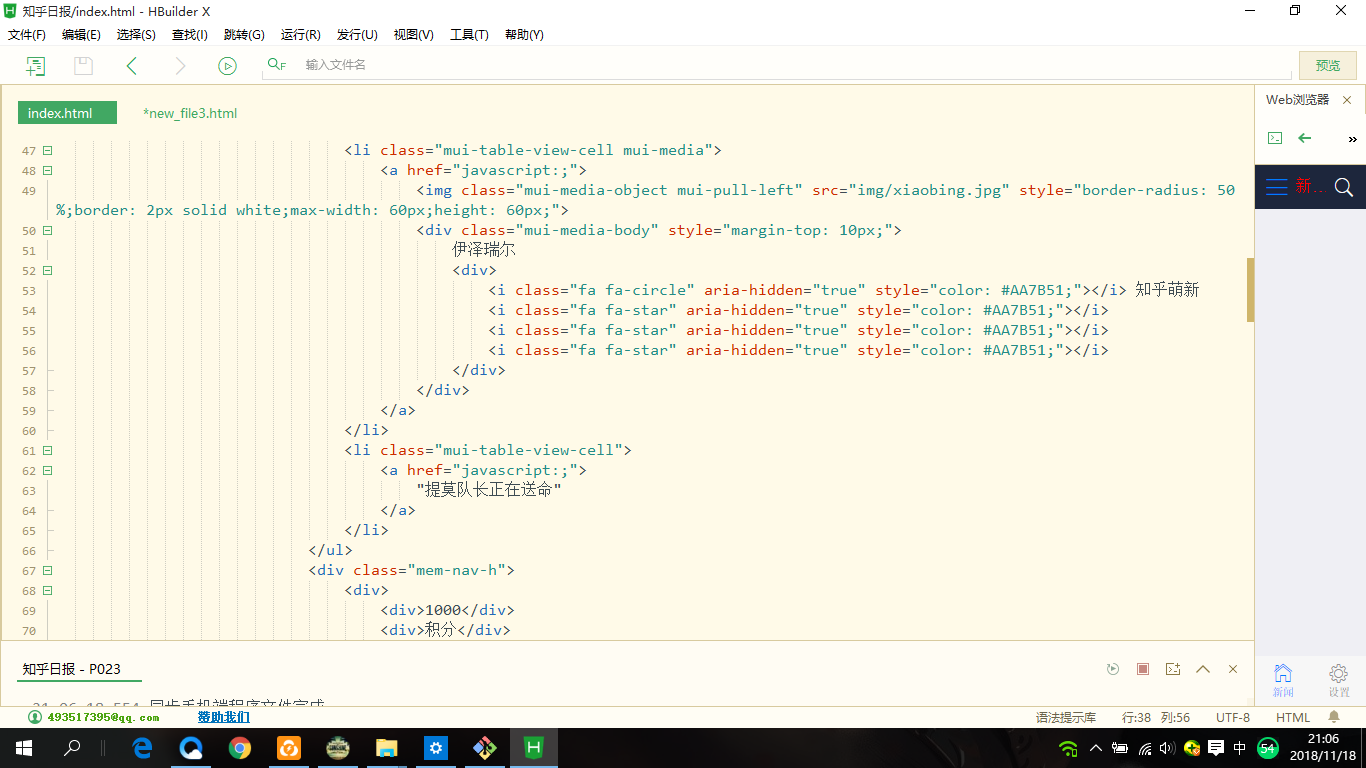 知乎日报/index.html - HBuilder X
文件(F) 编辑(E) 选择(S) 查找(I) 跳转(G) 运行(R) 发行(U) 视图(V) 工具(T) 帮助(Y)
输入文件名 预览
index.html *new_file3.html Web浏览器
47 <li class="mui-table-view-cell mui-media">
48 <a href="javascript:;">
49 <img class="mui-media-object mui-pull-left" src="img/xiaobing.jpg" style="border-radius: 50
%;border: 2px solid white;max-width: 60px;height: 60px;">
50 <div class="mui-media-body" style="margin-top: 10px;">
51 伊泽瑞尔
52 <div>
53 <i class="fa fa-circle" aria-hidden="true" style="color: #AA7B51;"></i> 知乎萌新
54 <i class="fa fa-star" aria-hidden="true" style="color: #AA7B51;"></i>
55 <i class="fa fa-star" aria-hidden="true" style="color: #AA7B51;"></i>
56 <i class="fa fa-star" aria-hidden="true" style="color: #AA7B51;"></i>
57 </div>
58 </div>
59 </a>
60 </li>
61 <li class="mui-table-view-cell">
62 <a href="javascript:;">
63 "提莫队长正在送命"
64 </a>
65 </li>
66 </ul>
67 <div class="mem-nav-h">
68 <div>
69 <div>1000</div>
70 <div>积分</div>
新...
新闻 设置
知乎日报 - P023
21:06:18.554 同步手机端程序文件完成
493517395@qq.com 赞助我们 语法提示库 行:38 列:56 UTF-8 HTML
中 54 21:06
2018/11/18